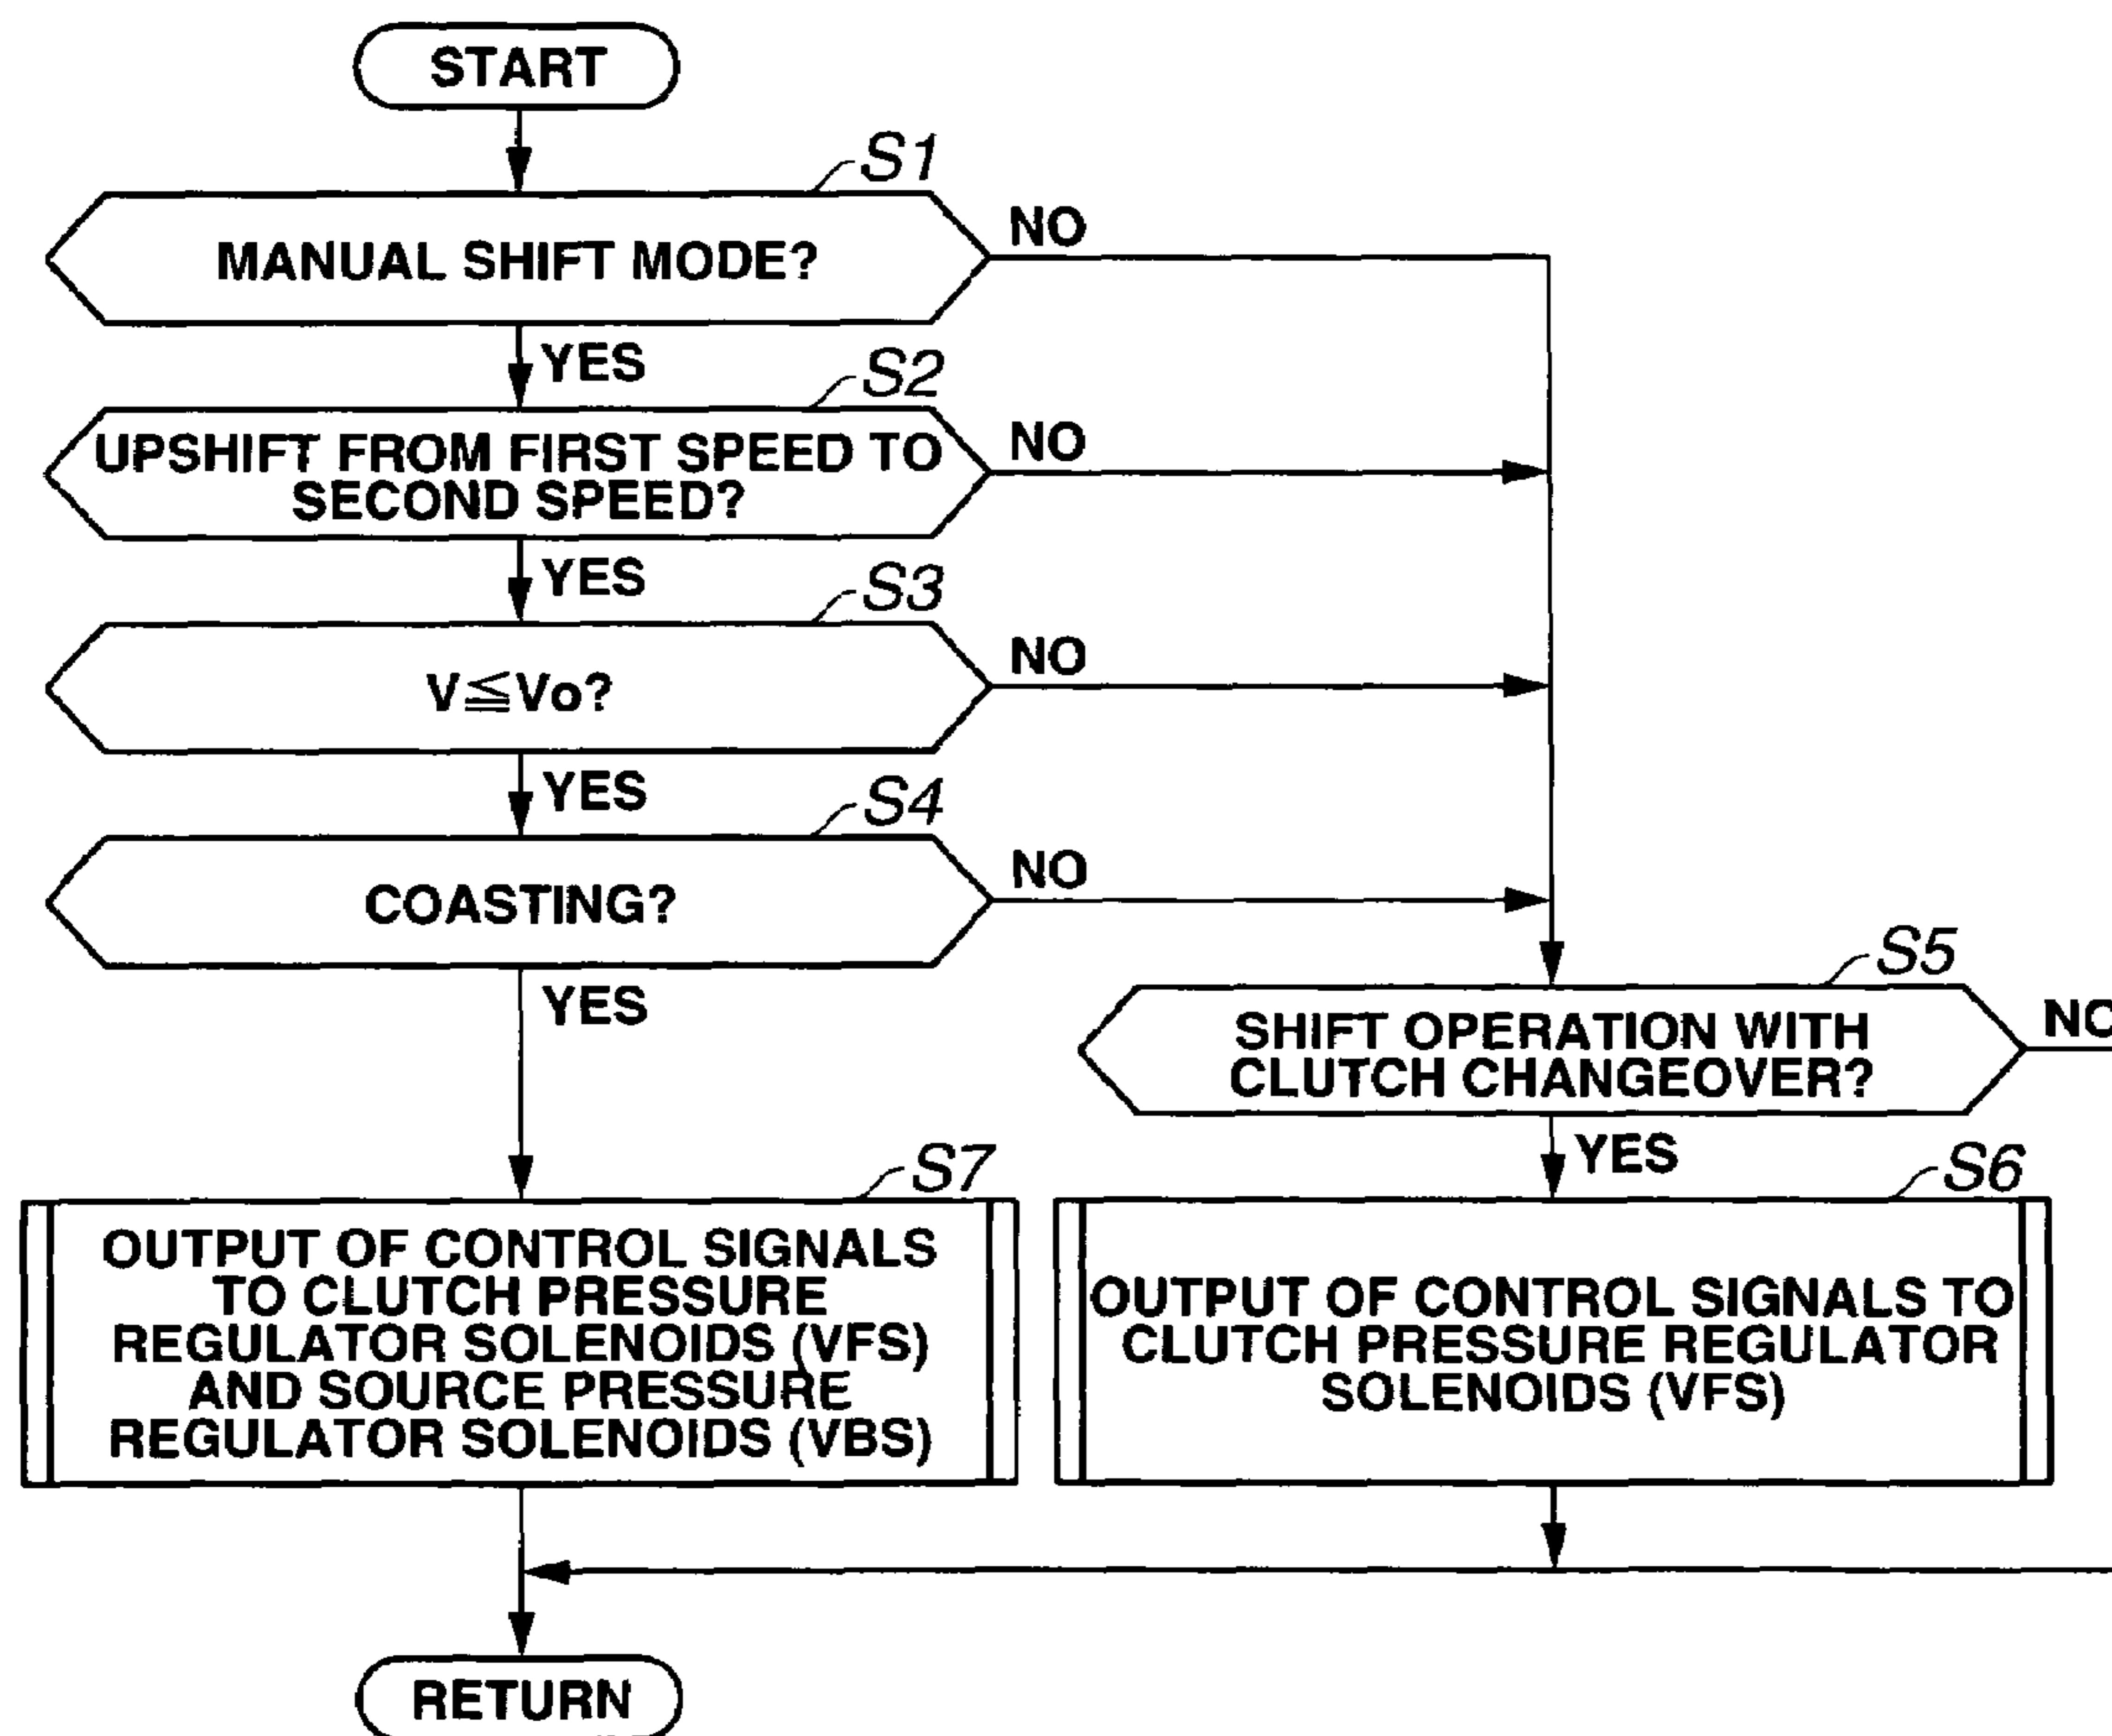 START
S1
MANUAL SHIFT MODE?
NO
YES
S2
UPSHIFT FROM FIRST SPEED TO
SECOND SPEED?
NO
YES
S3
V≦Vo?
NO
YES
S4
COASTING?
NO
YES
S5
SHIFT OPERATION WITH
CLUTCH CHANGEOVER?
NO
YES
S7
OUTPUT OF CONTROL SIGNALS
TO CLUTCH PRESSURE
REGULATOR SOLENOIDS (VFS)
AND SOURCE PRESSURE
REGULATOR SOLENOIDS (VBS)
S6
OUTPUT OF CONTROL SIGNALS TO
CLUTCH PRESSURE REGULATOR
SOLENOIDS (VFS)
RETURN